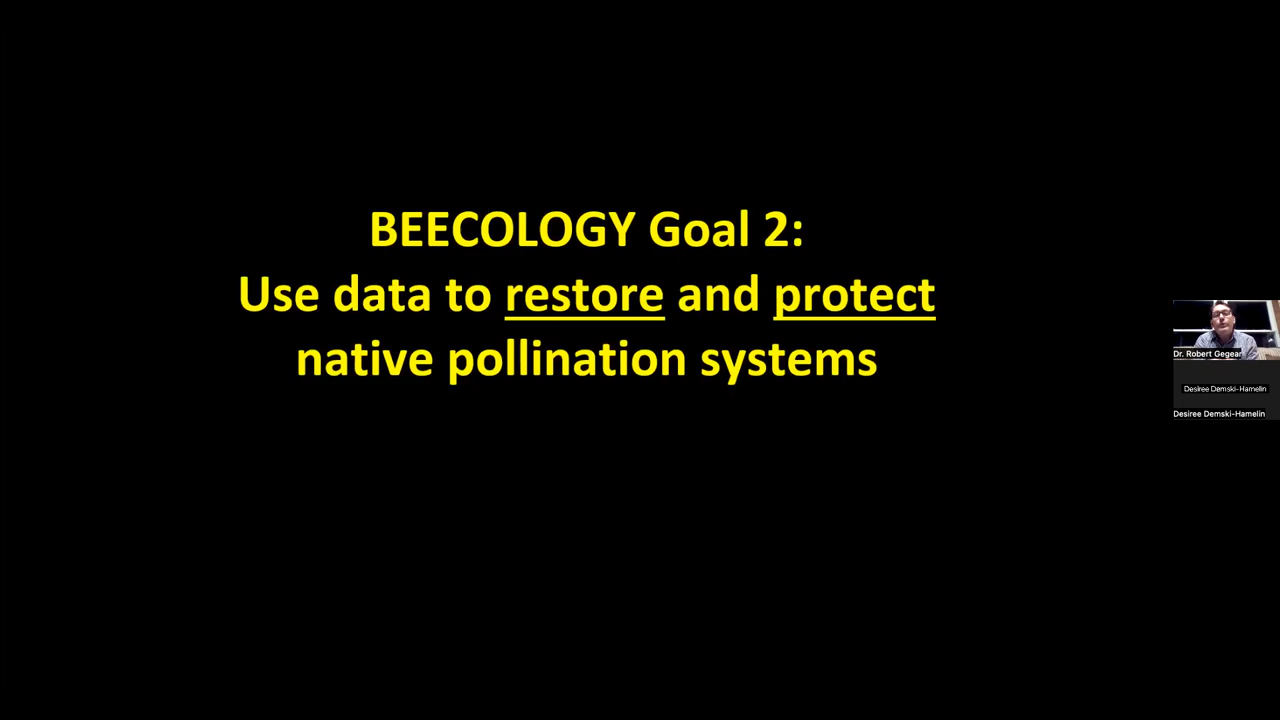 BEECOLOGY Goal 2:
Use data to restore and protect
native pollination systems
Dr. Robert Gegear
Desiree Demski-Hamelin
Desiree Demski-Hamelin